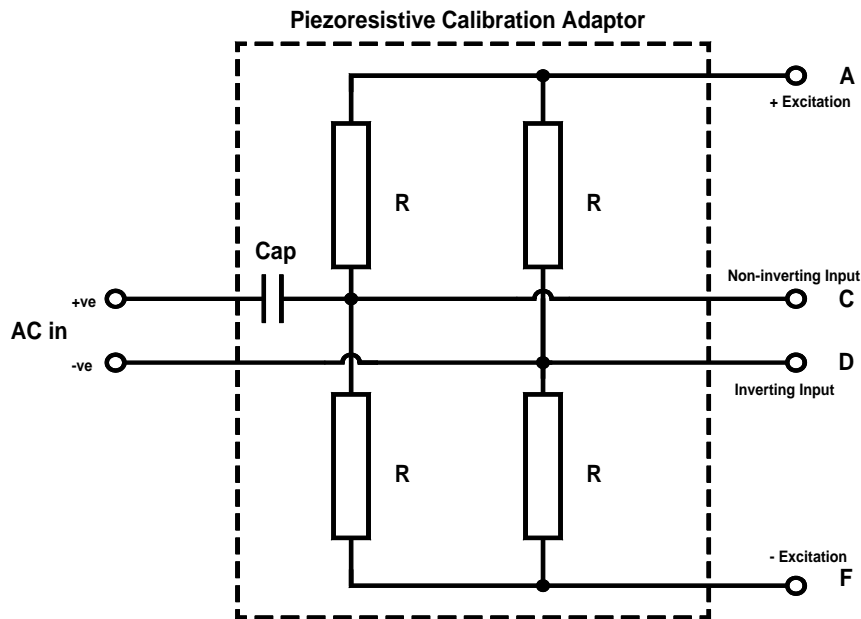 Piezoresistive Calibration Adaptor
A
+ Excitation
R
R
Cap
Non-inverting Input
+ve
C
AC in
-ve
D
Inverting Input
R
R
- Excitation
F